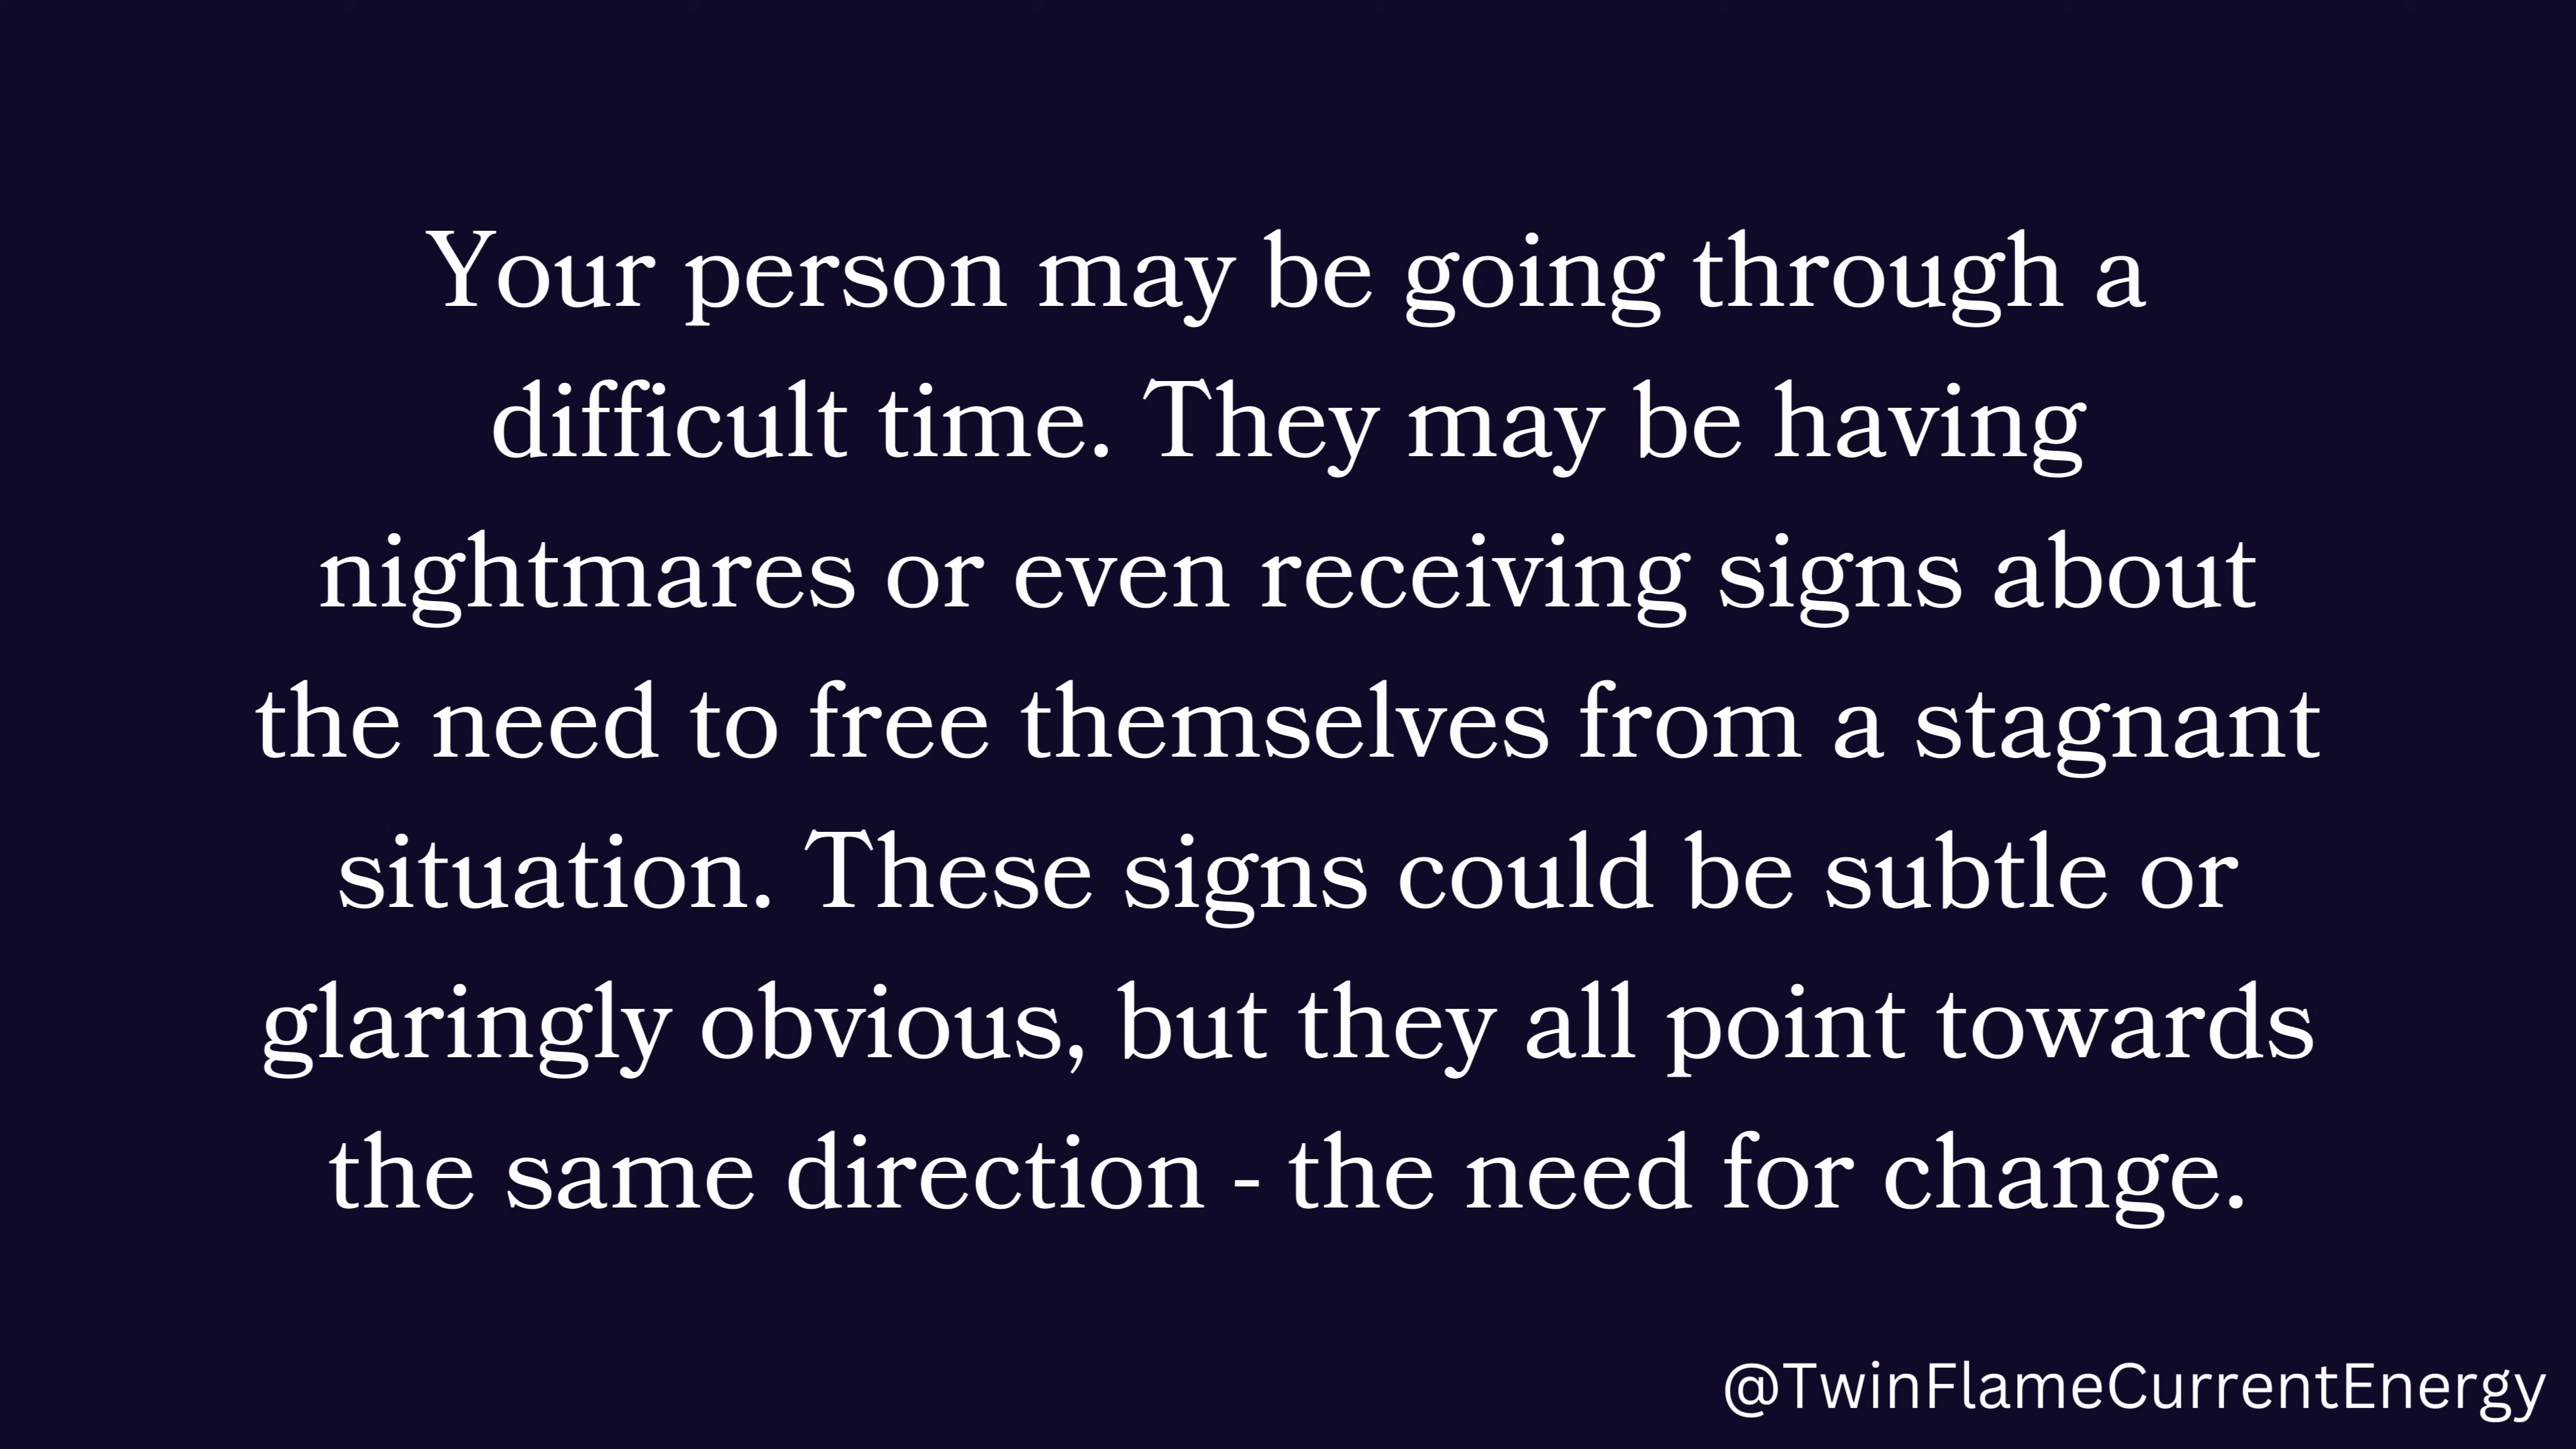 Your person may be going through a
difficult time. They may be having
nightmares or even receiving signs about
the need to free themselves from a stagnant
situation. These signs could be subtle or
glaringly obvious, but they all point towards
the same direction - the need for change.
@TwinFlameCurrentEnergy